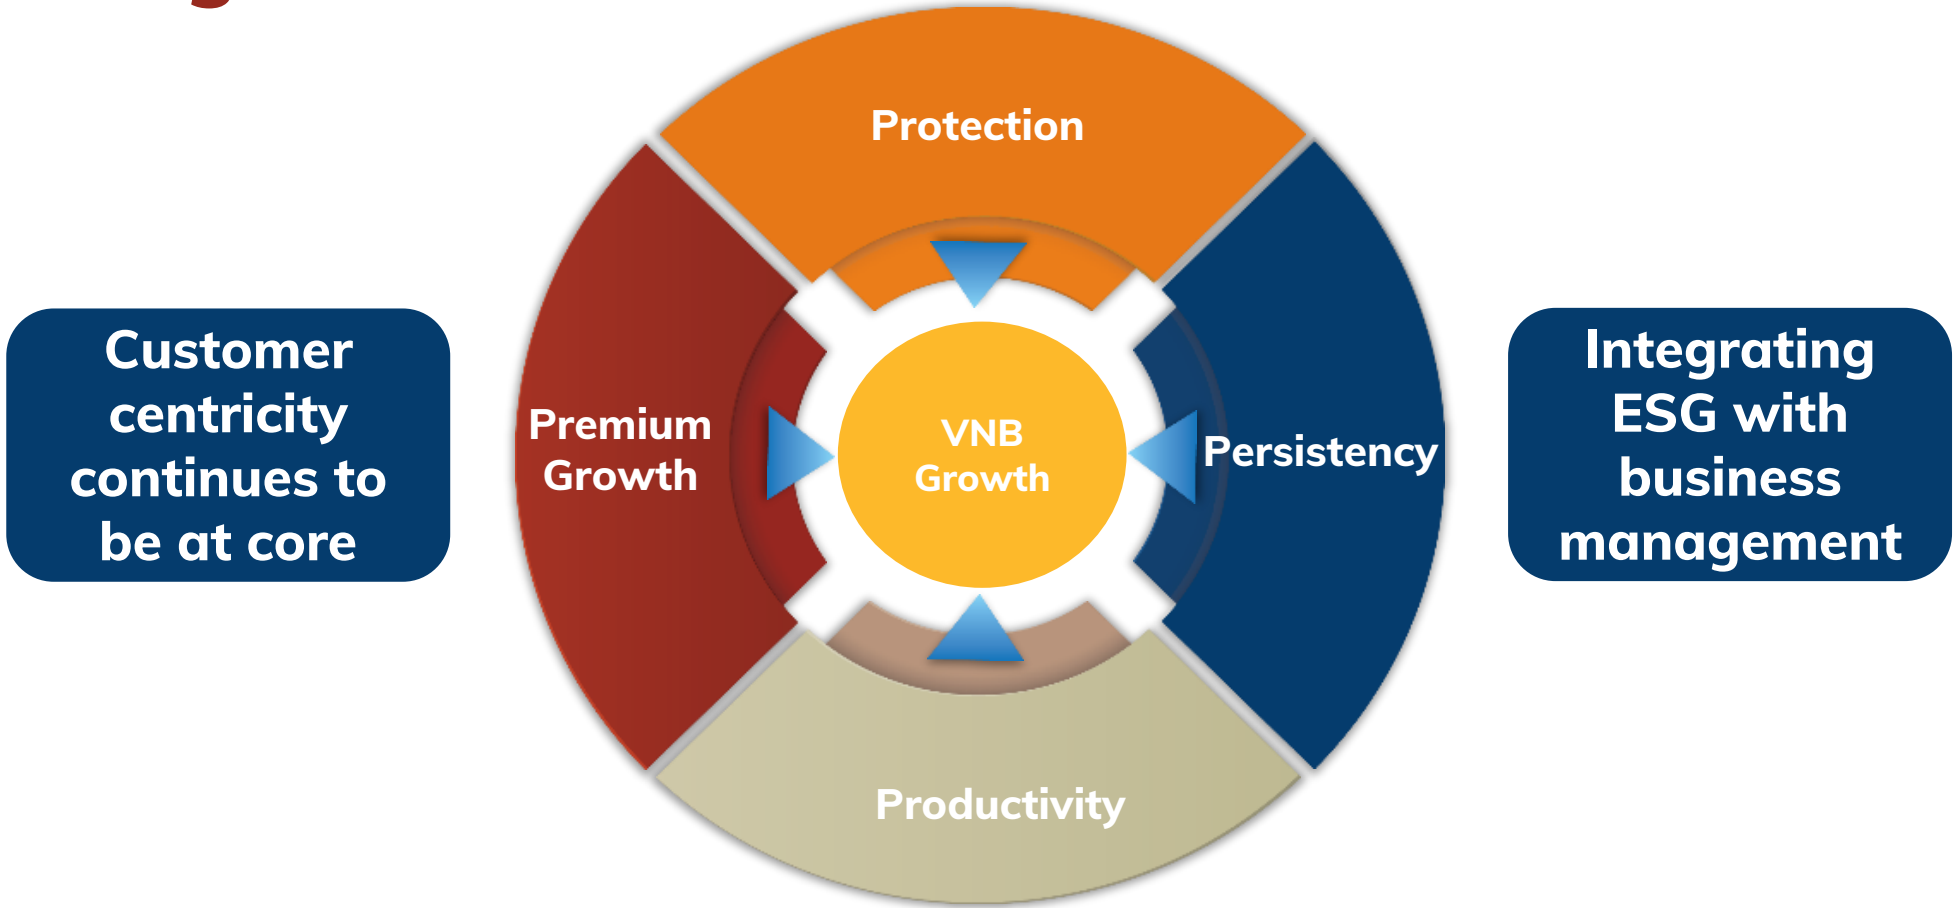 Protection
Customer
centricity
continues to
be at core
Premium
Growth
VNB
Growth
Persistency
Integrating
ESG with
business
management
Productivity